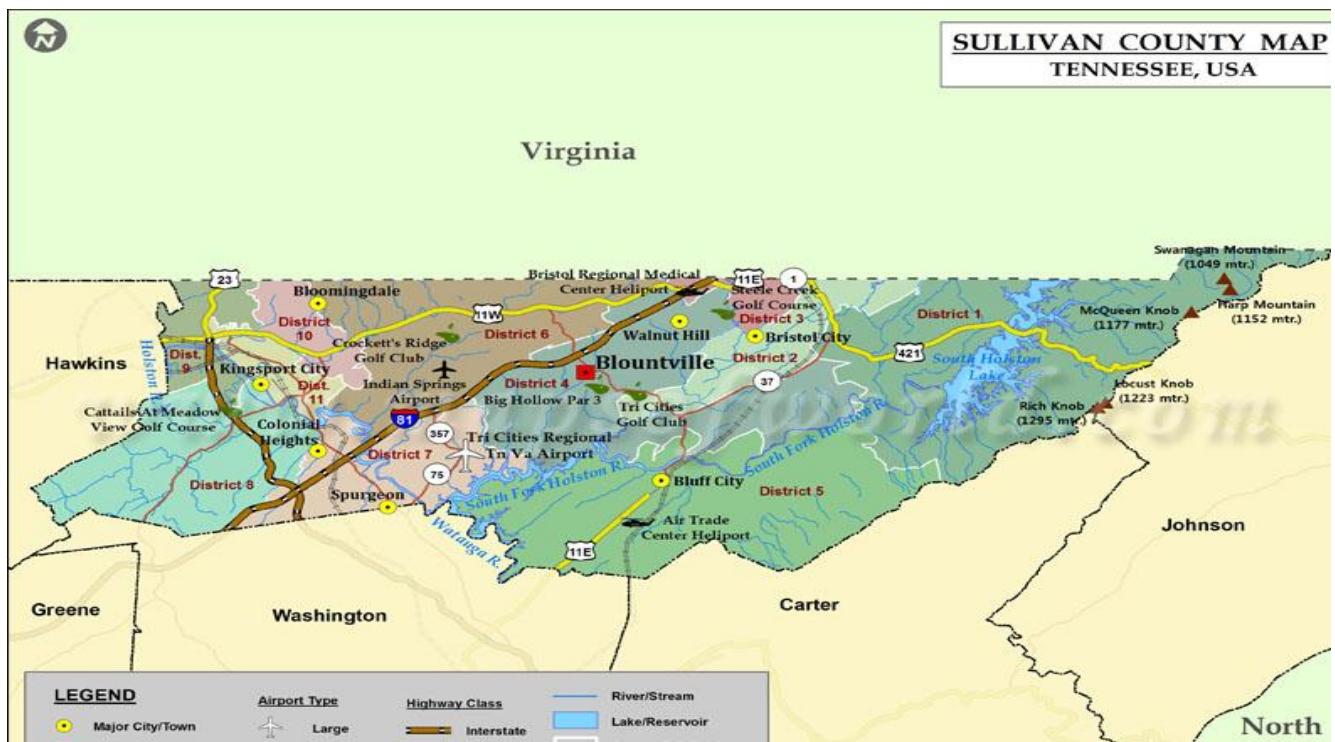 SULLIVAN COUNTY MAP
TENNESSEE, USA
N
Virginia
Swanagan Mountain
(1049 mtr.)
Harp Mountain
(1152 mtr.)
McQueen Knob
(1177 mtr.)
Locust Knob
(1223 mtr.)
Rich Knob
(1295 mtr.)
23
Bloomingdale
District
10
11W
Bristol Regional Medical
Center Heliport
11E
1
Steele Creek
Golf Course
District 3
District 1
District 6
Walnut Hill
Bristol City
Crockett's Ridge
Golf Club
Hawkins
Holston R.
Dist.
9
Kingsport City
Dist.
11
Indian Springs
Airport
District 4
Blountville
District 2
421
South Holston
Lake
37
Big Hollow Par 3
Tri Cities
Golf Club
Cattails At Meadow
View Golf Course
81
Colonial
Heights
357
Tri Cities Regional
Tn Va Airport
District 7
75
District 8
Spurgeon
South Fork Holston R.
South Fork Holston R.
Bluff City
District 5
Watauga R.
Air Trade
Center Heliport
11E
Johnson
Greene
Washington
Carter
North
LEGEND
Major City/Town
Airport Type
Large
Highway Class
Interstate
River/Stream
Lake/Reservoir